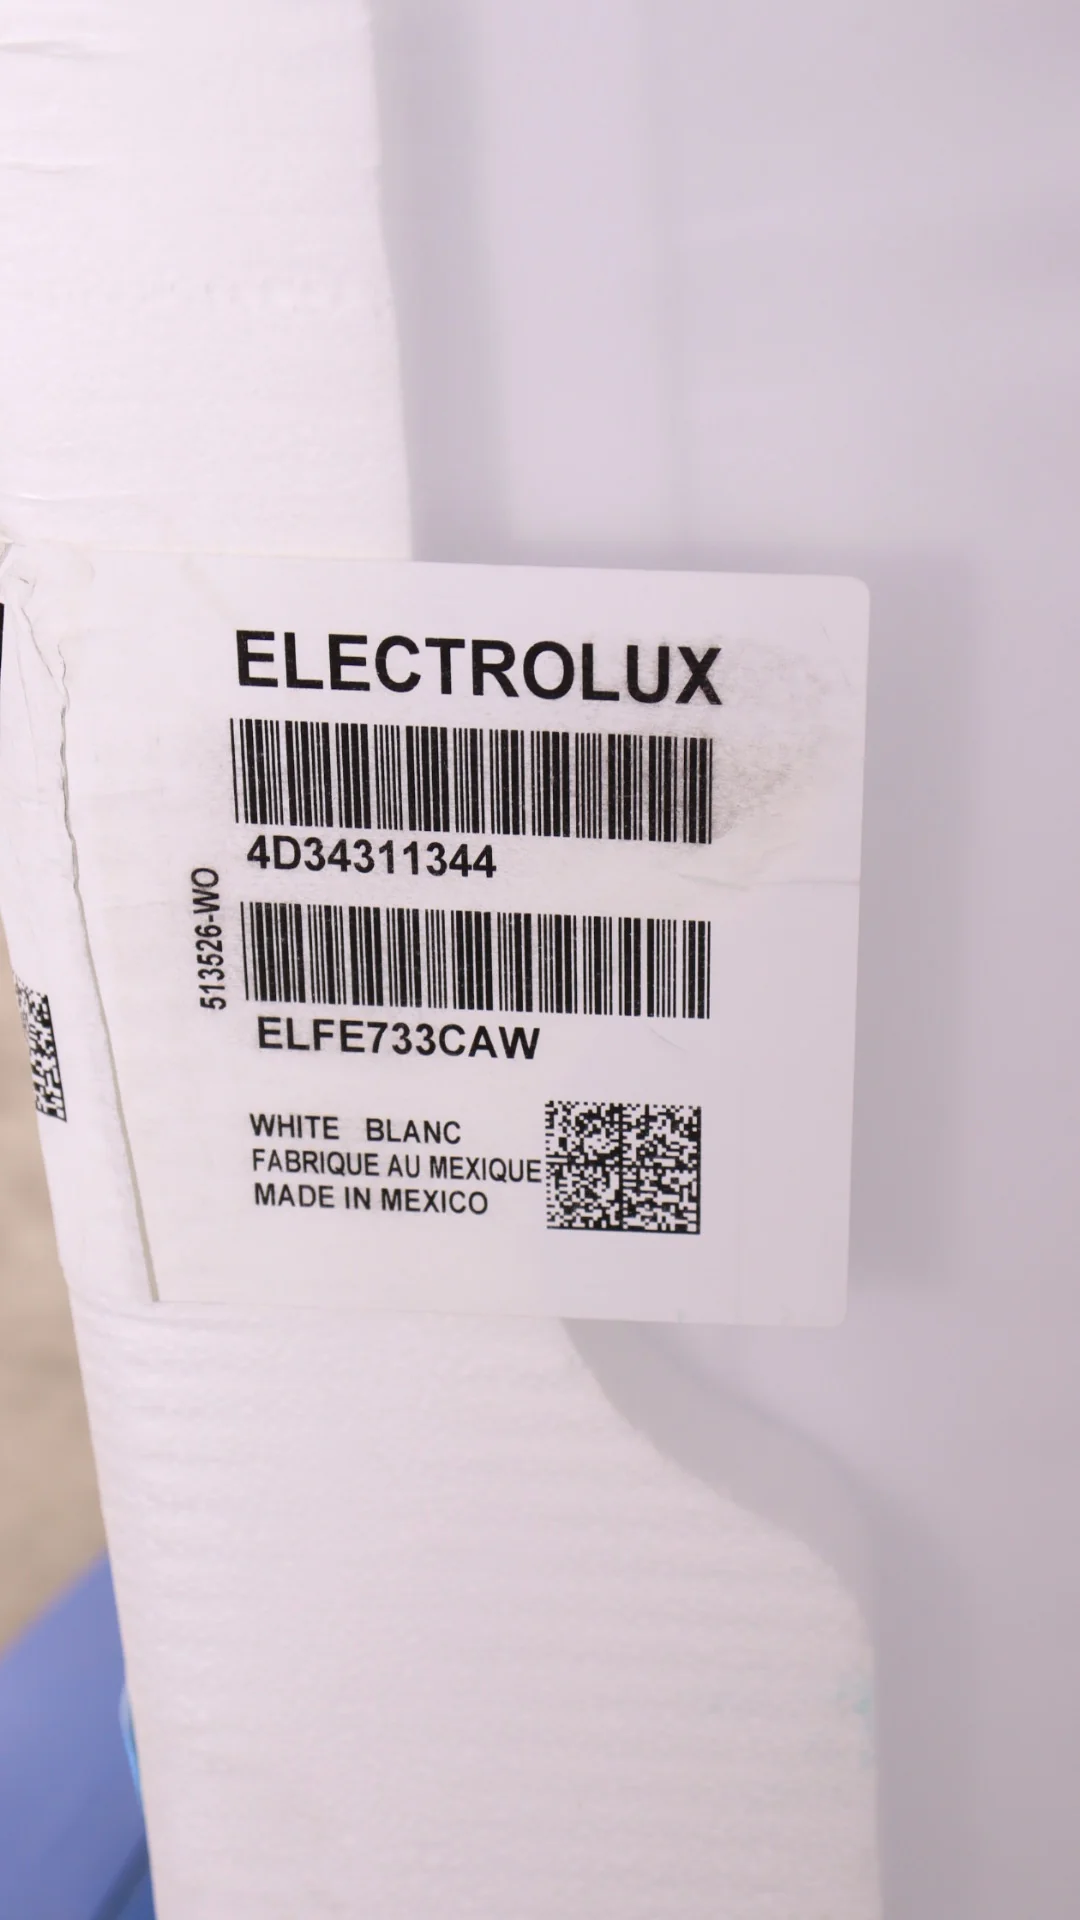 ELECTROLUX
4D34311344
513526-WO
ELFE733CAW
WHITE BLANC
FABRIQUE AU MEXIQUE
MADE IN MEXICO